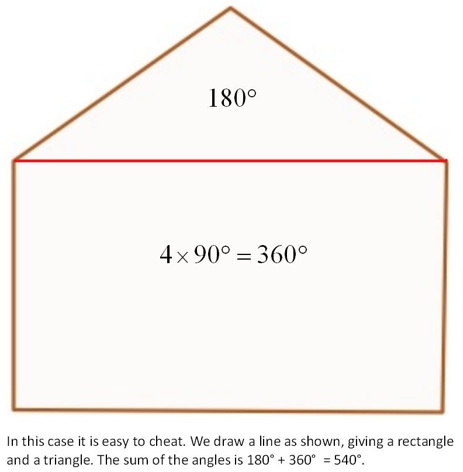 180°
4 × 90° = 360°
In this case it is easy to cheat. We draw a line as shown, giving a rectangle
and a triangle. The sum of the angles is 180° + 360° = 540°.